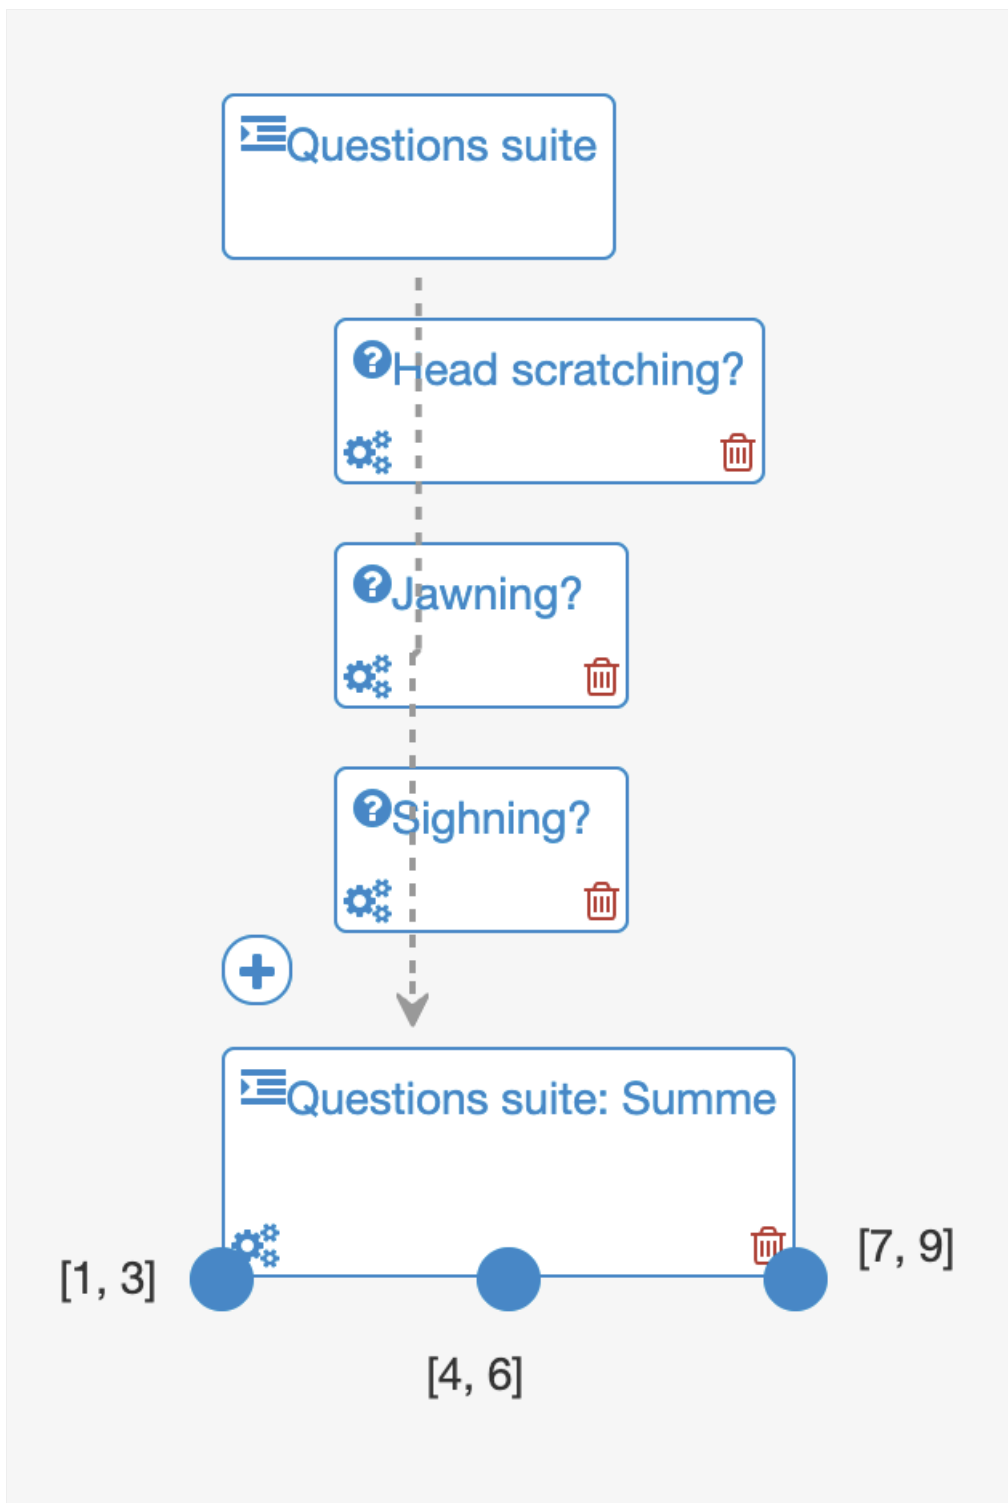 Questions suite
Head scratching?
Jawning?
Sighning?
Questions suite: Summe
[1, 3]
[7, 9]
[4, 6]